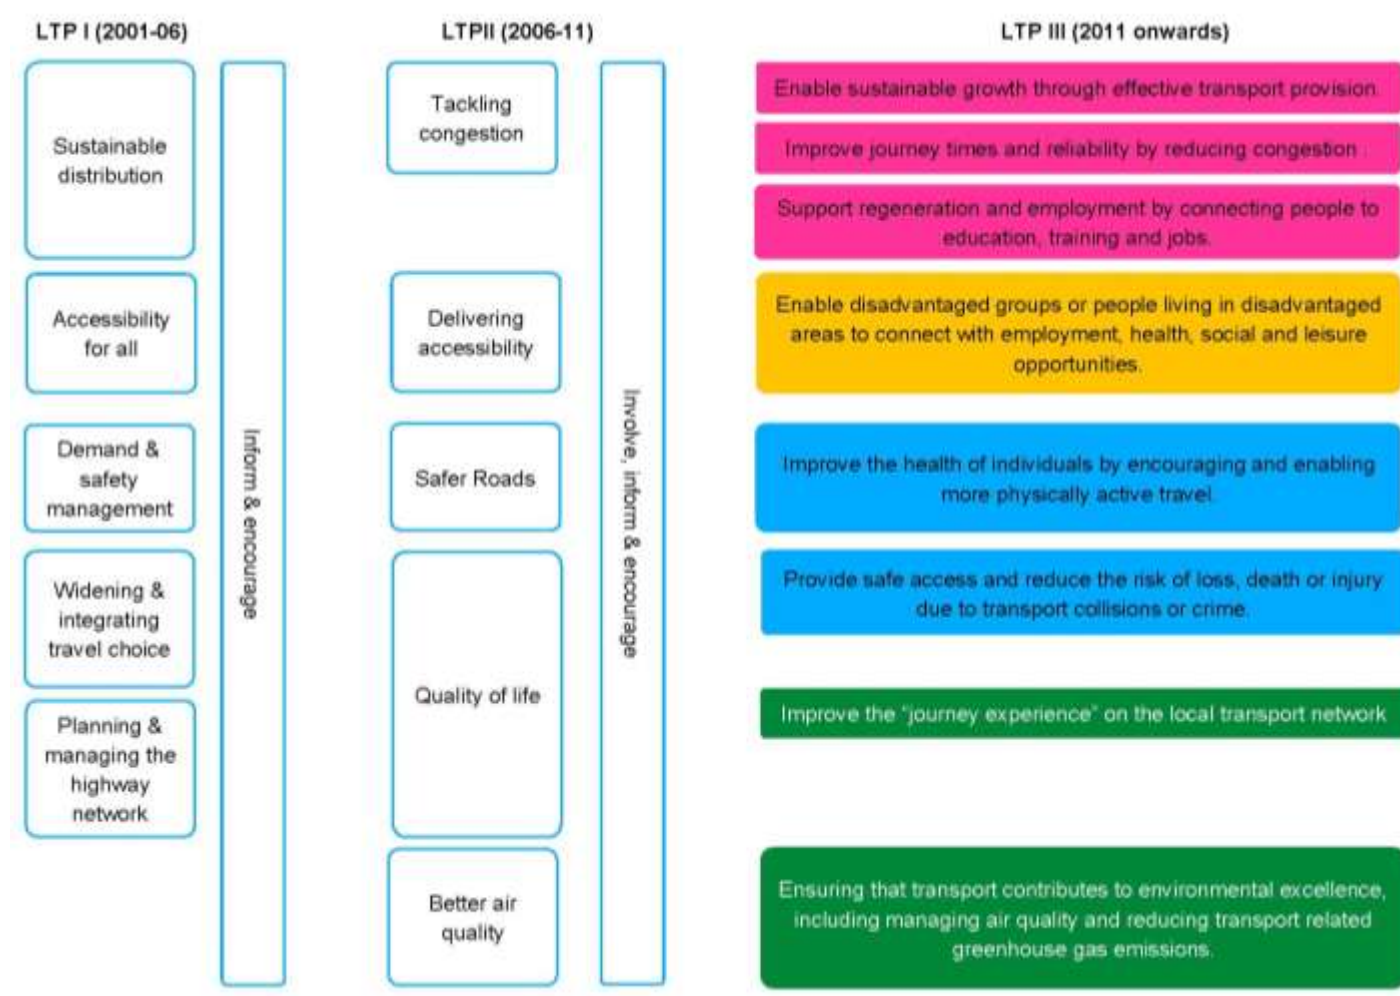 LTP I (2001-06)
Sustainable
distribution
Accessibility
for all
Demand &
safety
management
Widening &
integrating
travel choice
Planning &
managing the
highway
network
Inform & encourage
LTPII (2006-11)
Tackling
congestion
Delivering
accessibility
Safer Roads
Quality of life
Better air
quality
Involve, inform & encourage
LTP III (2011 onwards)
Enable sustainable growth through effective transport provision.
Improve journey times and reliability by reducing congestion .
Support regeneration and employment by connecting people to
education, training and jobs.
Enable disadvantaged groups or people living in disadvantaged
areas to connect with employment, health, social and leisure
opportunities.
Improve the health of individuals by encouraging and enabling
more physically active travel.
Provide safe access and reduce the risk of loss, death or injury
due to transport collisions or crime.
Improve the “journey experience” on the local transport network
Ensuring that transport contributes to environmental excellence,
including managing air quality and reducing transport related
greenhouse gas emissions.